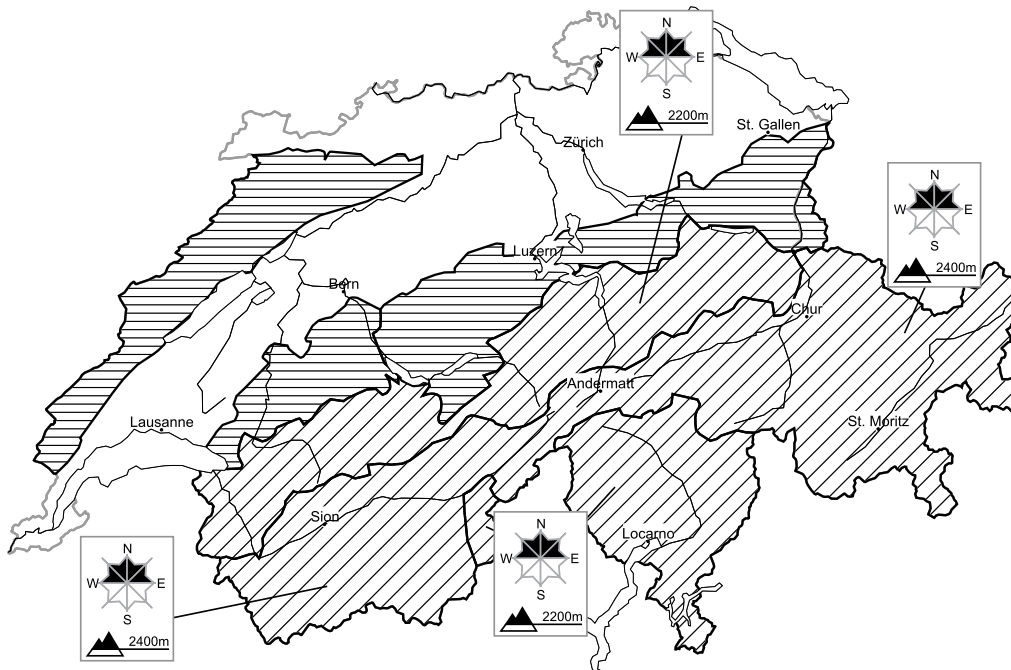 N
W E
S
2200m
St. Gallen
Zürich
N
W E
S
2400m
Luzern
Bern
Chur
Andermatt
Lausanne
St. Moritz
Sion
Locarno
N
W E
S
2200m
N
W E
S
2400m